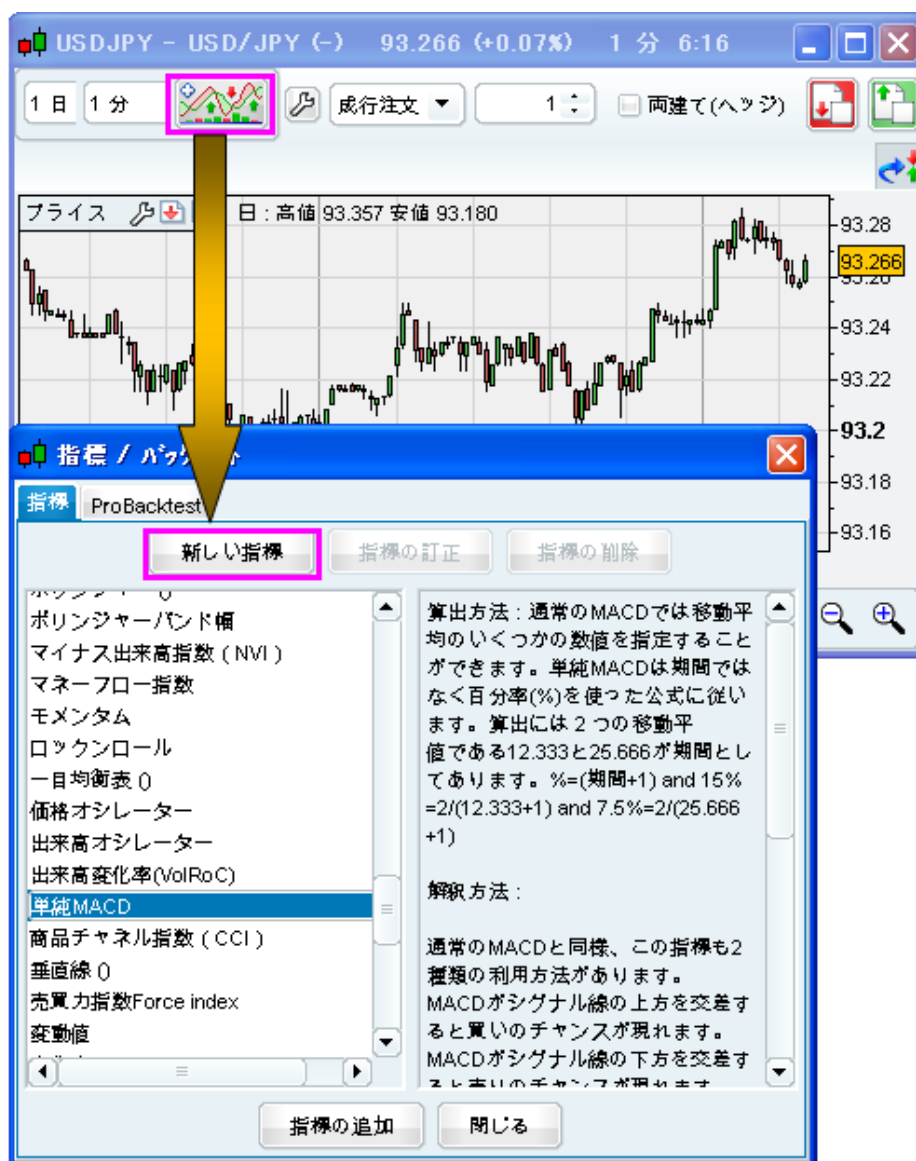 USDJPY - USD/JPY (-) 93.266 (+0.07%) 1 分 6:16
1 日 1 分 成行注文 1 両建て(ヘッジ)
プライス 日 : 高値 93.357 安値 93.180
93.28
93.266
93.24
93.22
93.2
93.18
93.16
指標 /
指標 ProBacktest
新しい指標 指標の訂正 指標の削除
ボリンジャーバンド幅
マイナス出来高指数 ( NVI )
マネーフロー指数
モメンタム
ロックンロール
一目均衡表 ()
価格オシレーター
出来高オシレーター
出来高変化率(VolRoC)
単純MACD
商品チャネル指数 ( CCI )
垂直線 ()
売買力指数Force index
変動値
算出方法 : 通常のMACDでは移動平
均のいくつかの数値を指定すること
ができます。単純MACDは期間では
なく百分率(%)を使った公式に従い
ます。算出には 2 つの移動平
値である12.333と25.666が期間とし
てあります。%=(期間+1) and 15%
=2/(12.333+1) and 7.5%=2/(25.666
+1)
解釈方法 :
通常のMACDと同様、この指標も2
種類の利用方法があります。
MACDがシグナル線の上方を交差す
ると買いのチャンスが現れます。
MACDがシグナル線の下方を交差す
ると売りのチャンスが現れます
指標の追加 閉じる